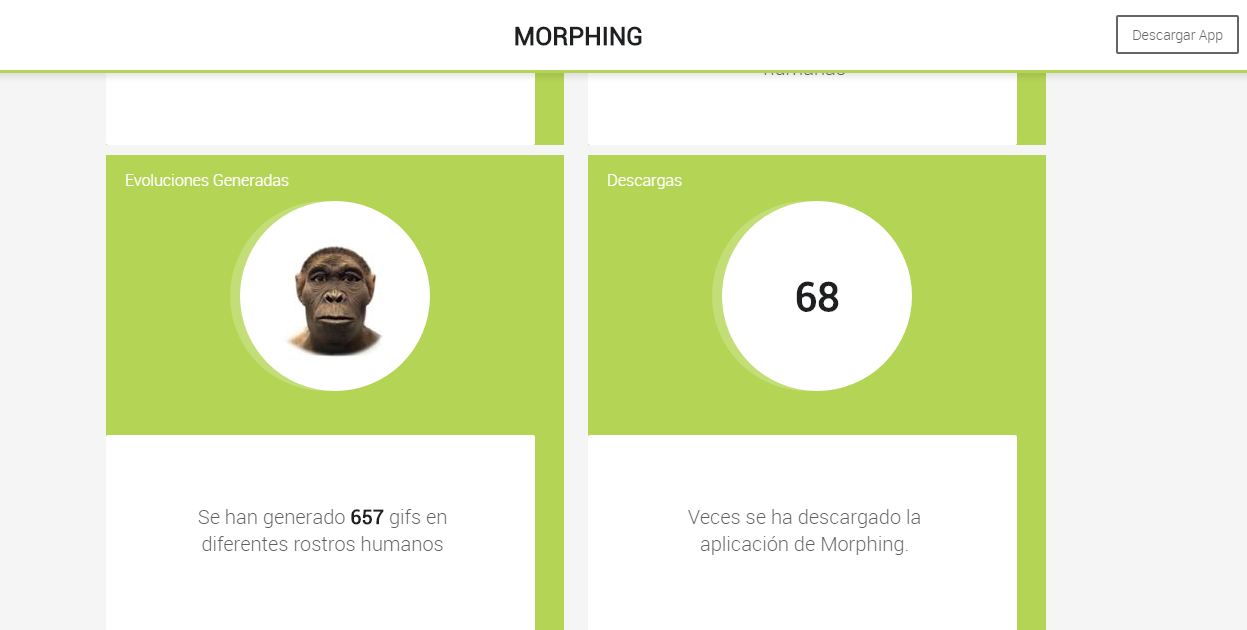 MORPHING
Descargar App
Evoluciones Generadas
Descargas
68
Se han generado 657 gifs en
diferentes rostros humanos
Veces se ha descargado la
aplicación de Morphing.